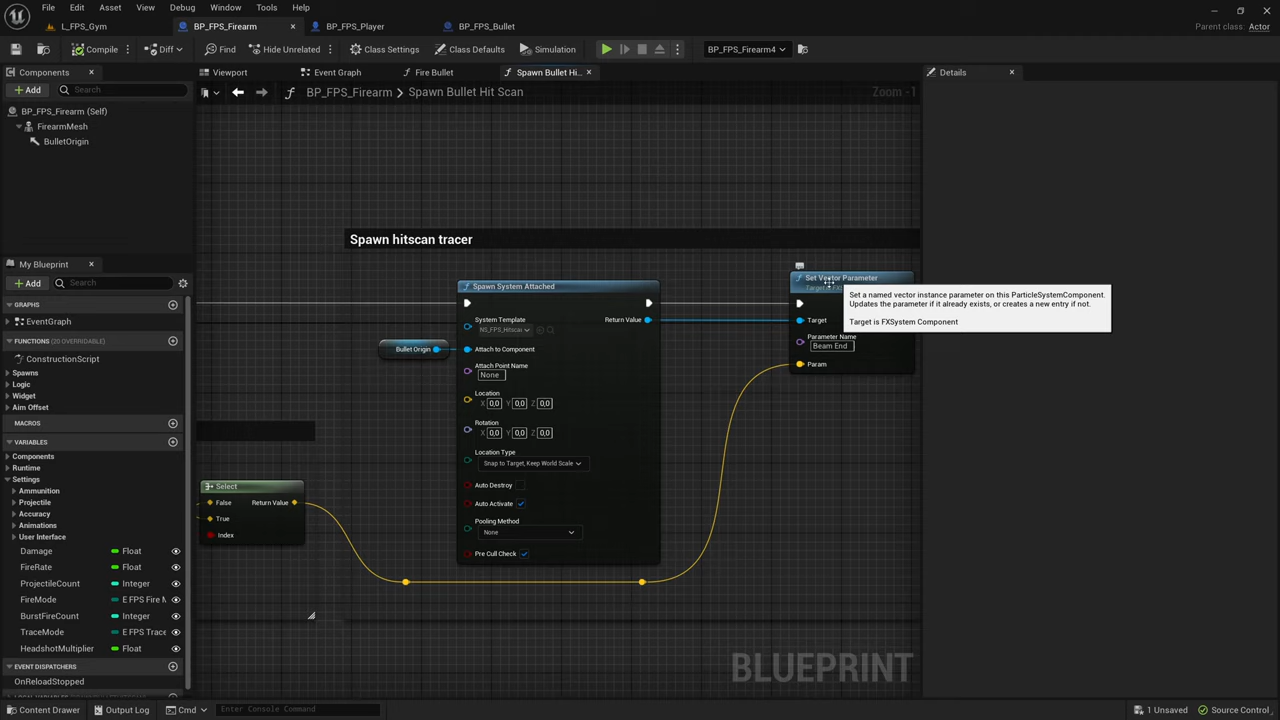 File Edit Asset View Debug Window Tools Help
L_FPS_Gym BP_FPS_Firearm BP_FPS_Player BP_FPS_Bullet Parent class: Actor
Compile Diff Find Hide Unrelated Class Settings Class Defaults Simulation BP_FPS_Firearm4
Components Viewport Event Graph Fire Bullet Spawn Bullet Hi... Details
Add Search BP_FPS_Firearm > Spawn Bullet Hit Scan Zoom -1
BP_FPS_Firearm (Self)
FirearmMesh
BulletOrigin
My Blueprint
Add Search
GRAPHS
EventGraph
FUNCTIONS (20 OVERRIDABLE)
ConstructionScript
Spawns
Logic
Widget
Aim Offset
MACROS
VARIABLES
Components
Runtime
Settings
Ammunition
Projectile
Accuracy
Animations
User Interface
Damage Float
FireRate Float
ProjectileCount Integer
FireMode E FPS Fire M
BurstFireCount Integer
TraceMode E FPS Trace
HeadshotMultiplier Float
EVENT DISPATCHERS
OnReloadStopped
Spawn hitscan tracer
Spawn System Attached
System Template Return Value
NS_FPS_Hitscan
Bullet Origin Attach to Component
Attach Point Name
None
Location
X 0,0 Y 0,0 Z 0,0
Rotation
X 0,0 Y 0,0 Z 0,0
Location Type
Snap to Target, Keep World Scale
Auto Destroy
Auto Activate
Pooling Method
None
Pre Cull Check
Select
False Return Value
True
Index
Set Vector Parameter
Target
Parameter Name
Beam End
Param
Set a named vector instance parameter on this ParticleSystemComponent.
Updates the parameter if it already exists, or creates a new entry if not.
Target is FXSystem Component
BLUEPRINT
Content Drawer Output Log Cmd Enter Console Command 1 Unsaved Source Control